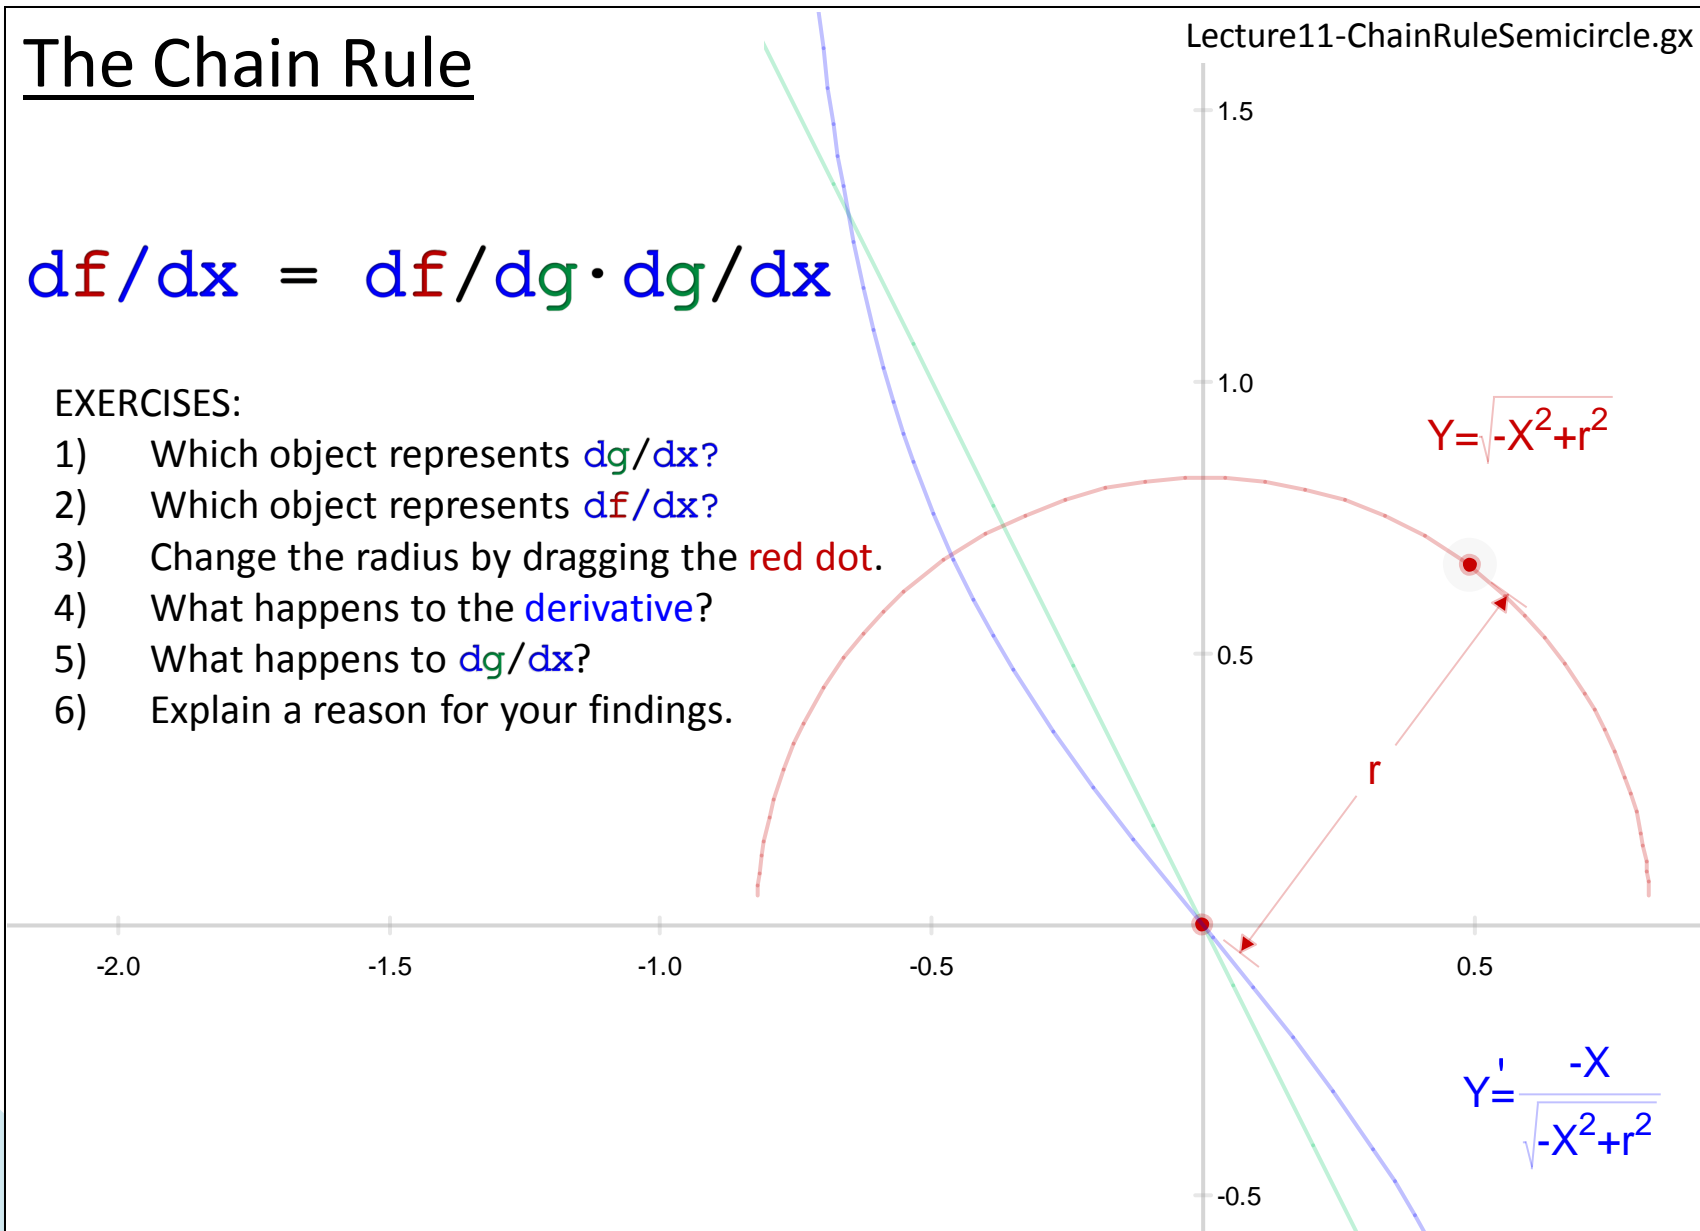 The Chain Rule
Lecture11-ChainRuleSemicircle.gx
df/dx = df/dg·dg/dx
EXERCISES:
1) Which object represents dg/dx?
2) Which object represents df/dx?
3) Change the radius by dragging the red dot.
4) What happens to the derivative?
5) What happens to dg/dx?
6) Explain a reason for your findings.
1.5
1.0
Y=√-X²+r²
0.5
r
-2.0 -1.5 -1.0 -0.5 0.5
Y'=-X/√-X²+r²
-0.5